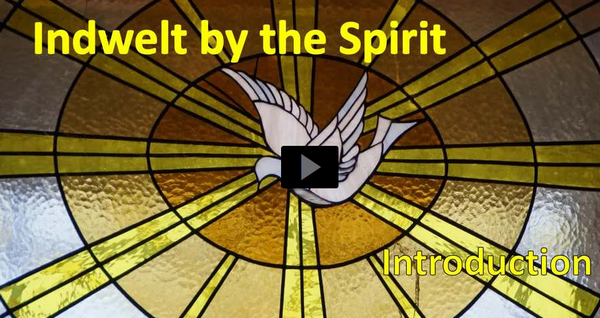 Indwelt by the Spirit
Introduction